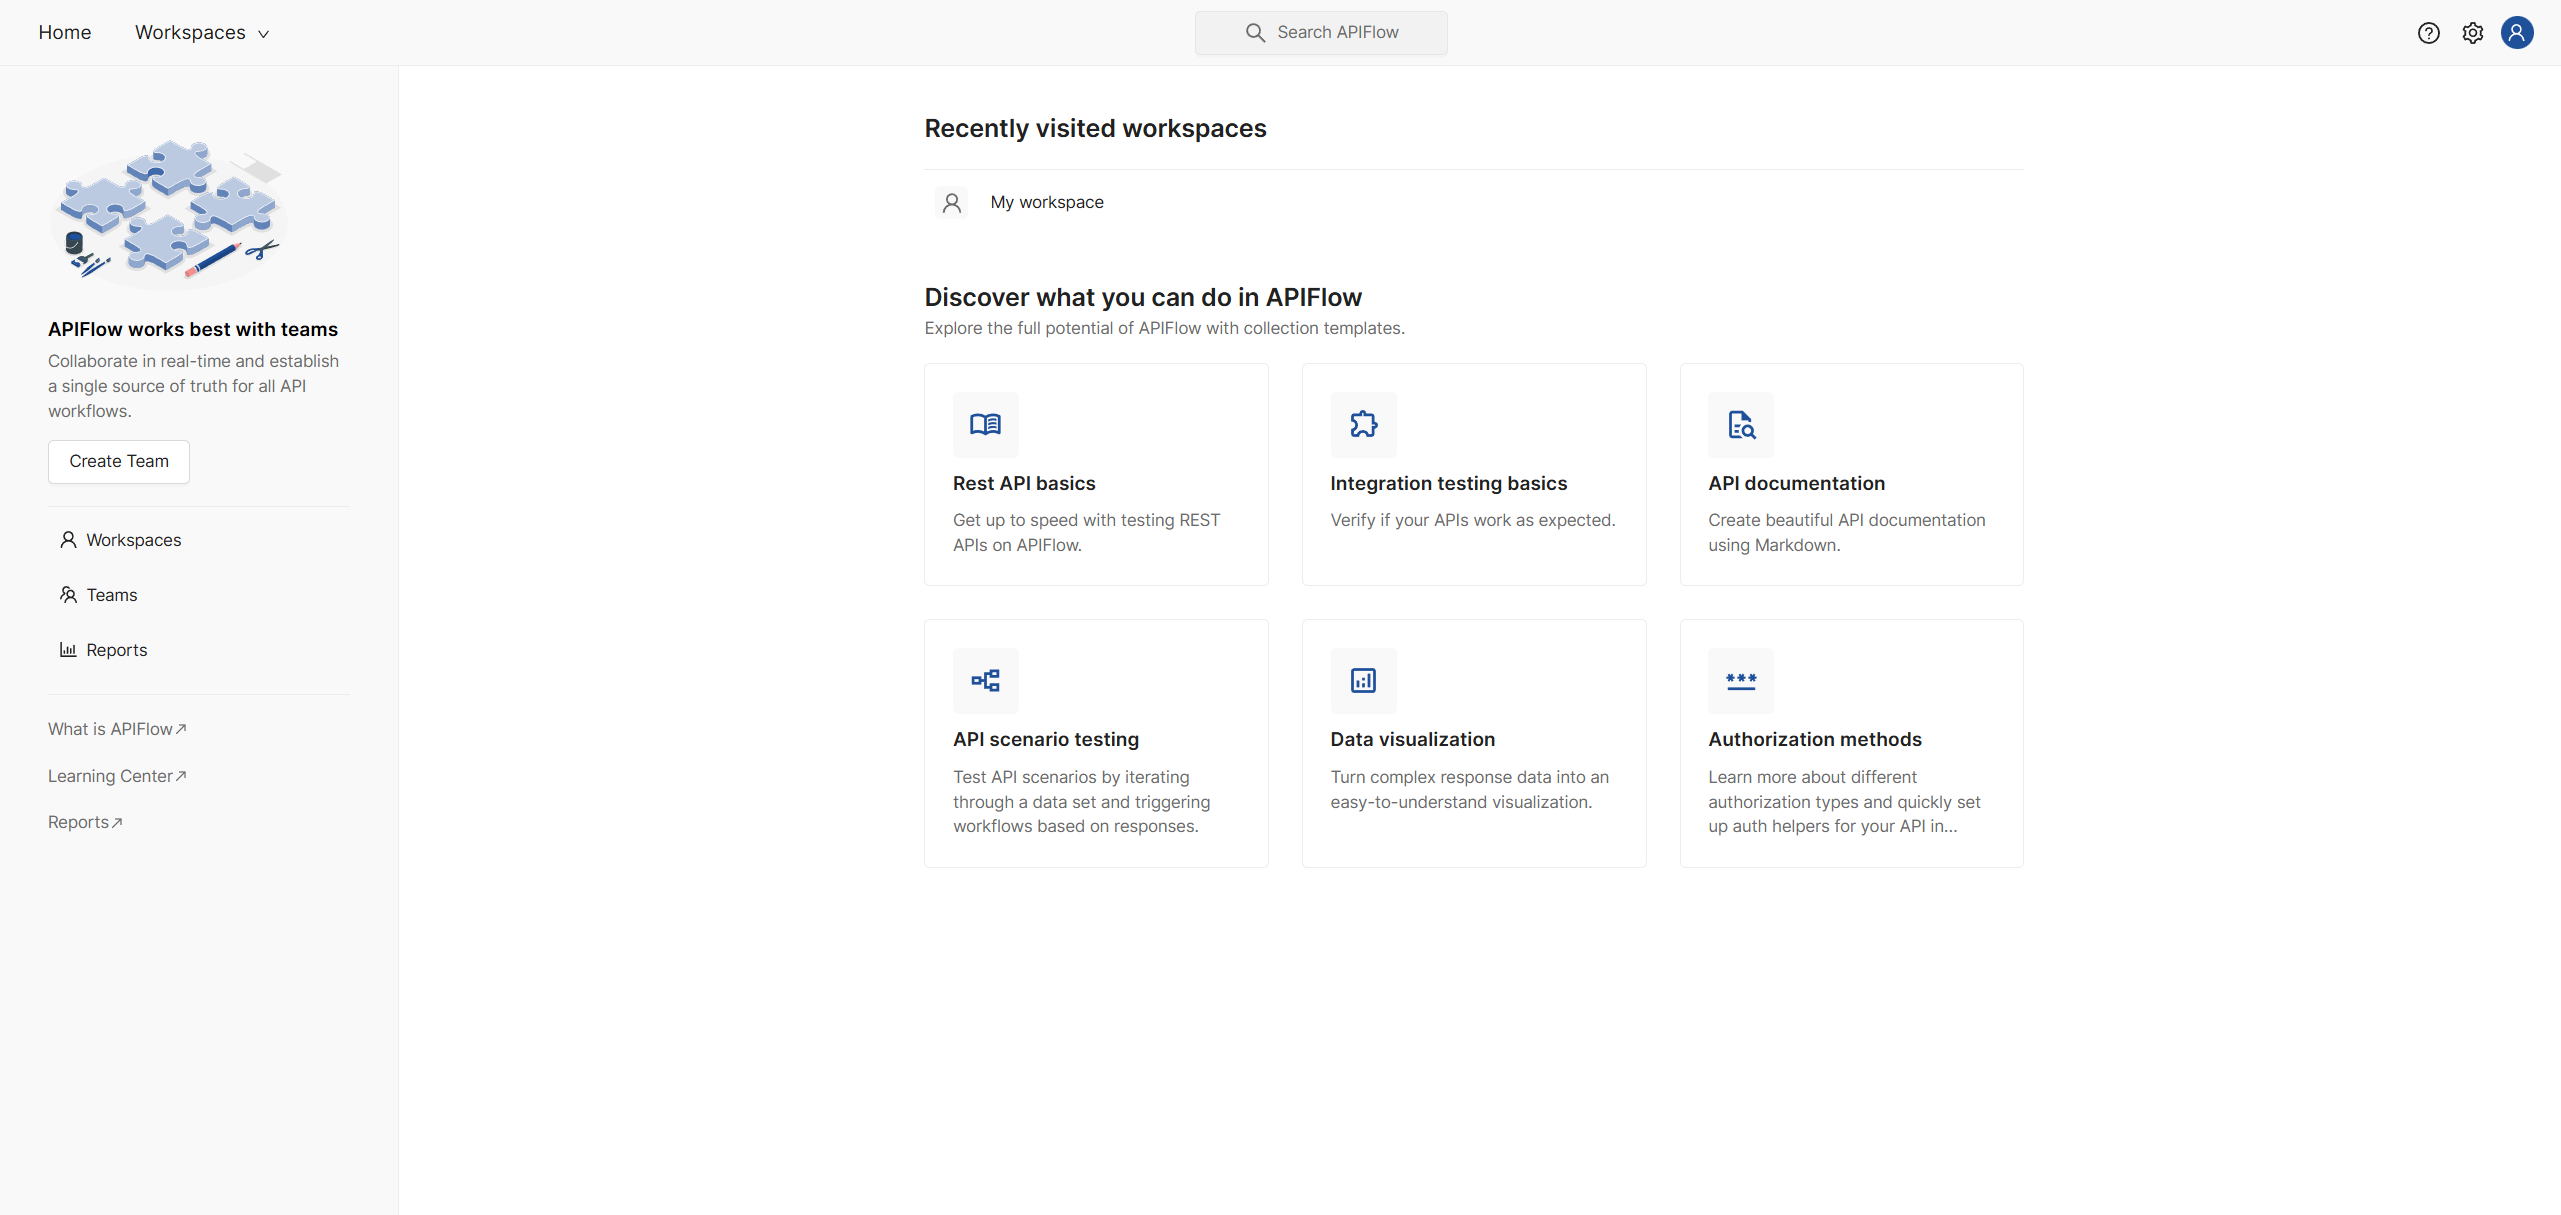 Home
Workspaces
Search APIFlow
APIFlow works best with teams
Collaborate in real-time and establish
a single source of truth for all API
workflows.
Create Team
Workspaces
Teams
Reports
What is APIFlow
Learning Center
Reports
Recently visited workspaces
My workspace
Discover what you can do in APIFlow
Explore the full potential of APIFlow with collection templates.
Rest API basics
Get up to speed with testing REST
APIs on APIFlow.
Integration testing basics
Verify if your APIs work as expected.
API documentation
Create beautiful API documentation
using Markdown.
API scenario testing
Test API scenarios by iterating
through a data set and triggering
workflows based on responses.
Data visualization
Turn complex response data into an
easy-to-understand visualization.
Authorization methods
Learn more about different
authorization types and quickly set
up auth helpers for your API in...